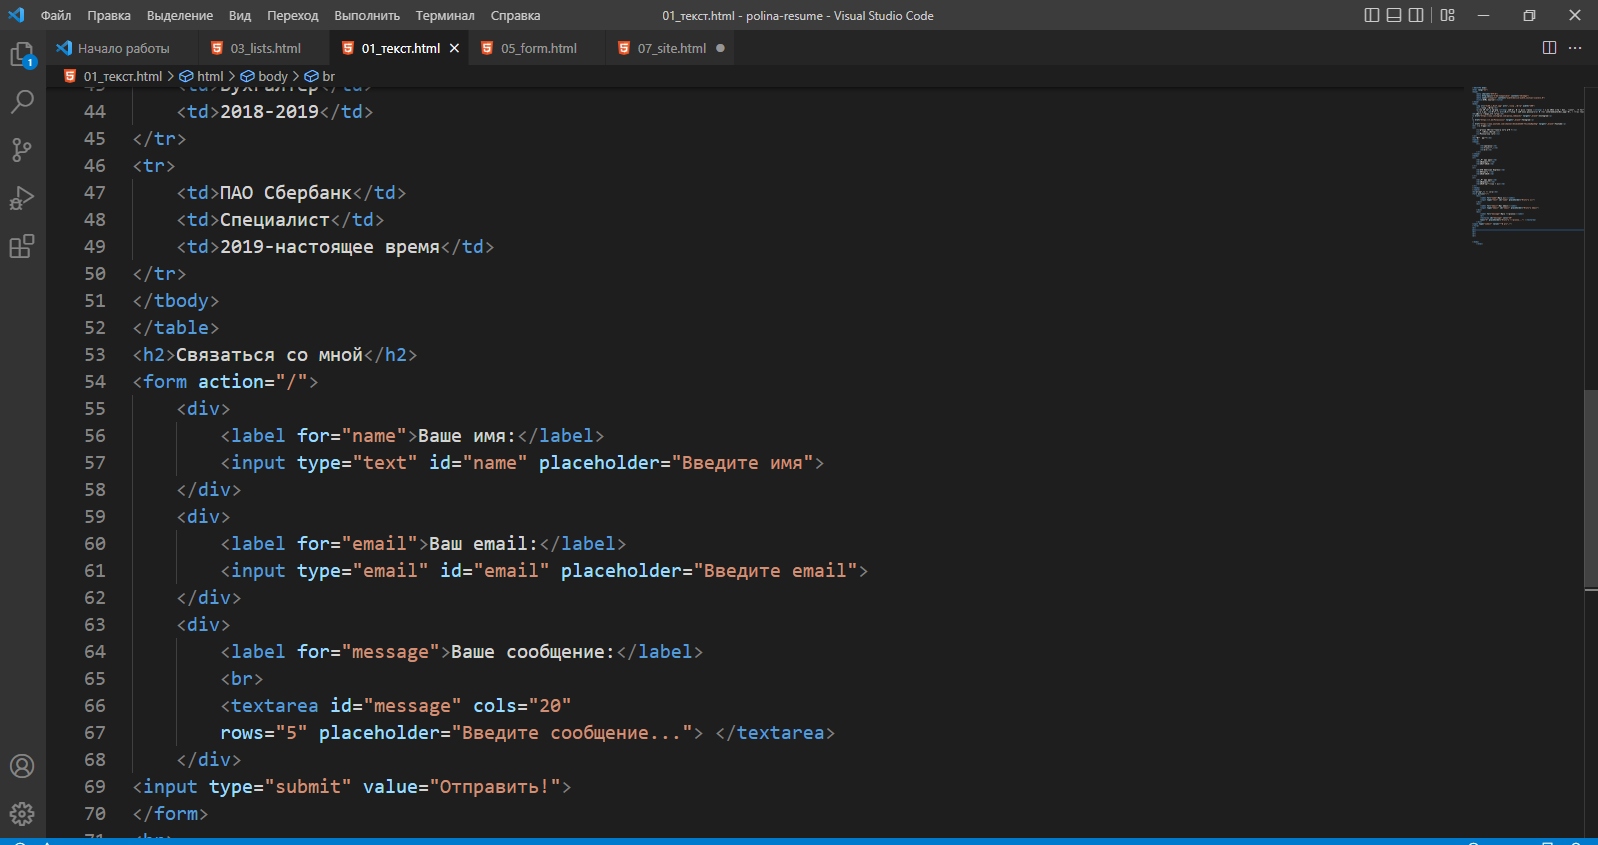 Файл Правка Выделение Вид Переход Выполнить Терминал Справка 01_текст.html - polina-resume - Visual Studio Code
Начало работы 03_lists.html 01_текст.html 05_form.html 07_site.html
1
01_текст.html > html > body > br
43 <td>Бухгалтер</td>
44 <td>2018-2019</td>
45 </tr>
46 <tr>
47 <td>ПАО Сбербанк</td>
48 <td>Специалист</td>
49 <td>2019-настоящее время</td>
50 </tr>
51 </tbody>
52 </table>
53 <h2>Связаться со мной</h2>
54 <form action="/">
55 <div>
56 <label for="name">Ваше имя:</label>
57 <input type="text" id="name" placeholder="Введите имя">
58 </div>
59 <div>
60 <label for="email">Ваш email:</label>
61 <input type="email" id="email" placeholder="Введите email">
62 </div>
63 <div>
64 <label for="message">Ваше сообщение:</label>
65 <br>
66 <textarea id="message" cols="20"
67 rows="5" placeholder="Введите сообщение..."> </textarea>
68 </div>
69 <input type="submit" value="Отправить!">
70 </form>
71 <br>